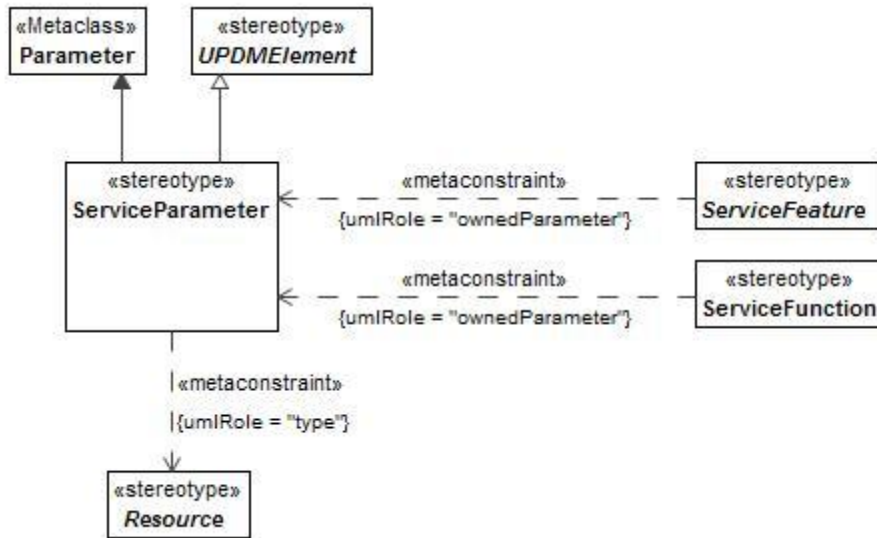 «Metaclass»
Parameter
«stereotype»
UPDMElement
«stereotype»
ServiceParameter
«metaconstraint»
{umlRole = "ownedParameter"}
«stereotype»
ServiceFeature
«metaconstraint»
{umlRole = "ownedParameter"}
«stereotype»
ServiceFunction
«metaconstraint»
{umlRole = "type"}
«stereotype»
Resource